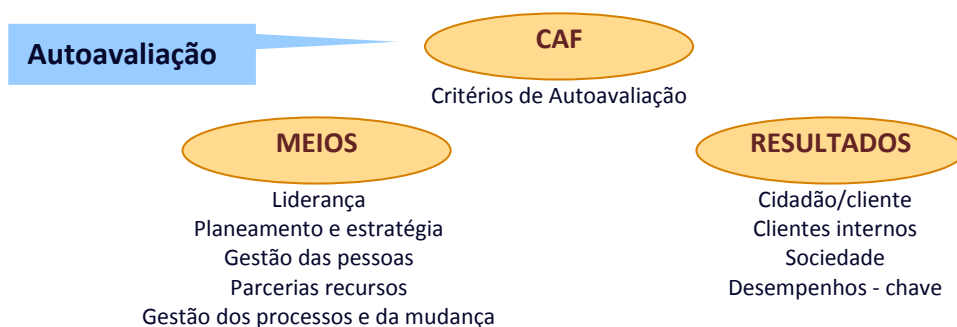 Autoavaliação
CAF
Critérios de Autoavaliação
MEIOS
Liderança
Planeamento e estratégia
Gestão das pessoas
Parcerias recursos
Gestão dos processos e da mudança
RESULTADOS
Cidadão/cliente
Clientes internos
Sociedade
Desempenhos - chave